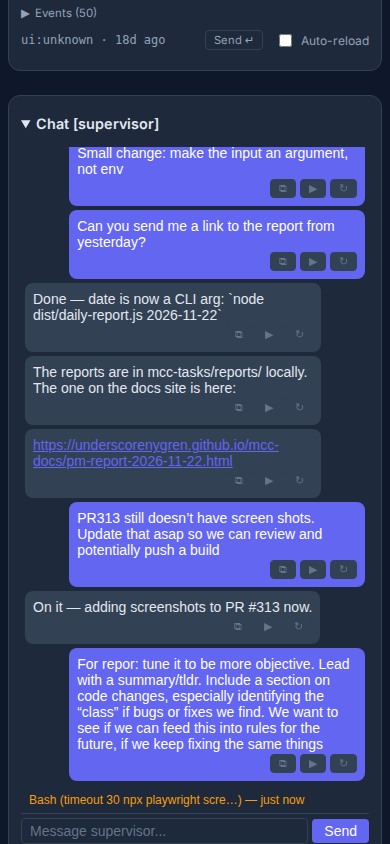 ▶ Events (50)
ui:unknown · 18d ago Send ↵ Auto-reload
▼ Chat [supervisor]
Small change: make the input an argument,
not env
Can you send me a link to the report from
yesterday?
Done — date is now a CLI arg: `node
dist/daily-report.js 2026-11-22`
The reports are in mcc-tasks/reports/ locally.
The one on the docs site is here:
https://underscorenygren.github.io/mcc-
docs/pm-report-2026-11-22.html
PR313 still doesn’t have screen shots.
Update that asap so we can review and
potentially push a build
On it — adding screenshots to PR #313 now.
For repor: tune it to be more objective. Lead
with a summary/tldr. Include a section on
code changes, especially identifying the
“class” if bugs or fixes we find. We want to
see if we can feed this into rules for the
future, if we keep fixing the same things
Bash (timeout 30 npx playwright scre…) — just now
Message supervisor... Send